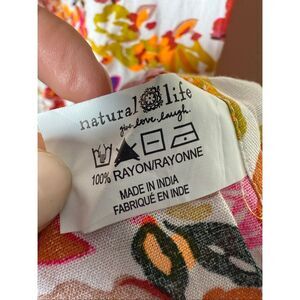 natural life
give.love.laugh.
100% RAYON/RAYONNE
MADE IN INDIA
FABRIQUÉ EN INDE